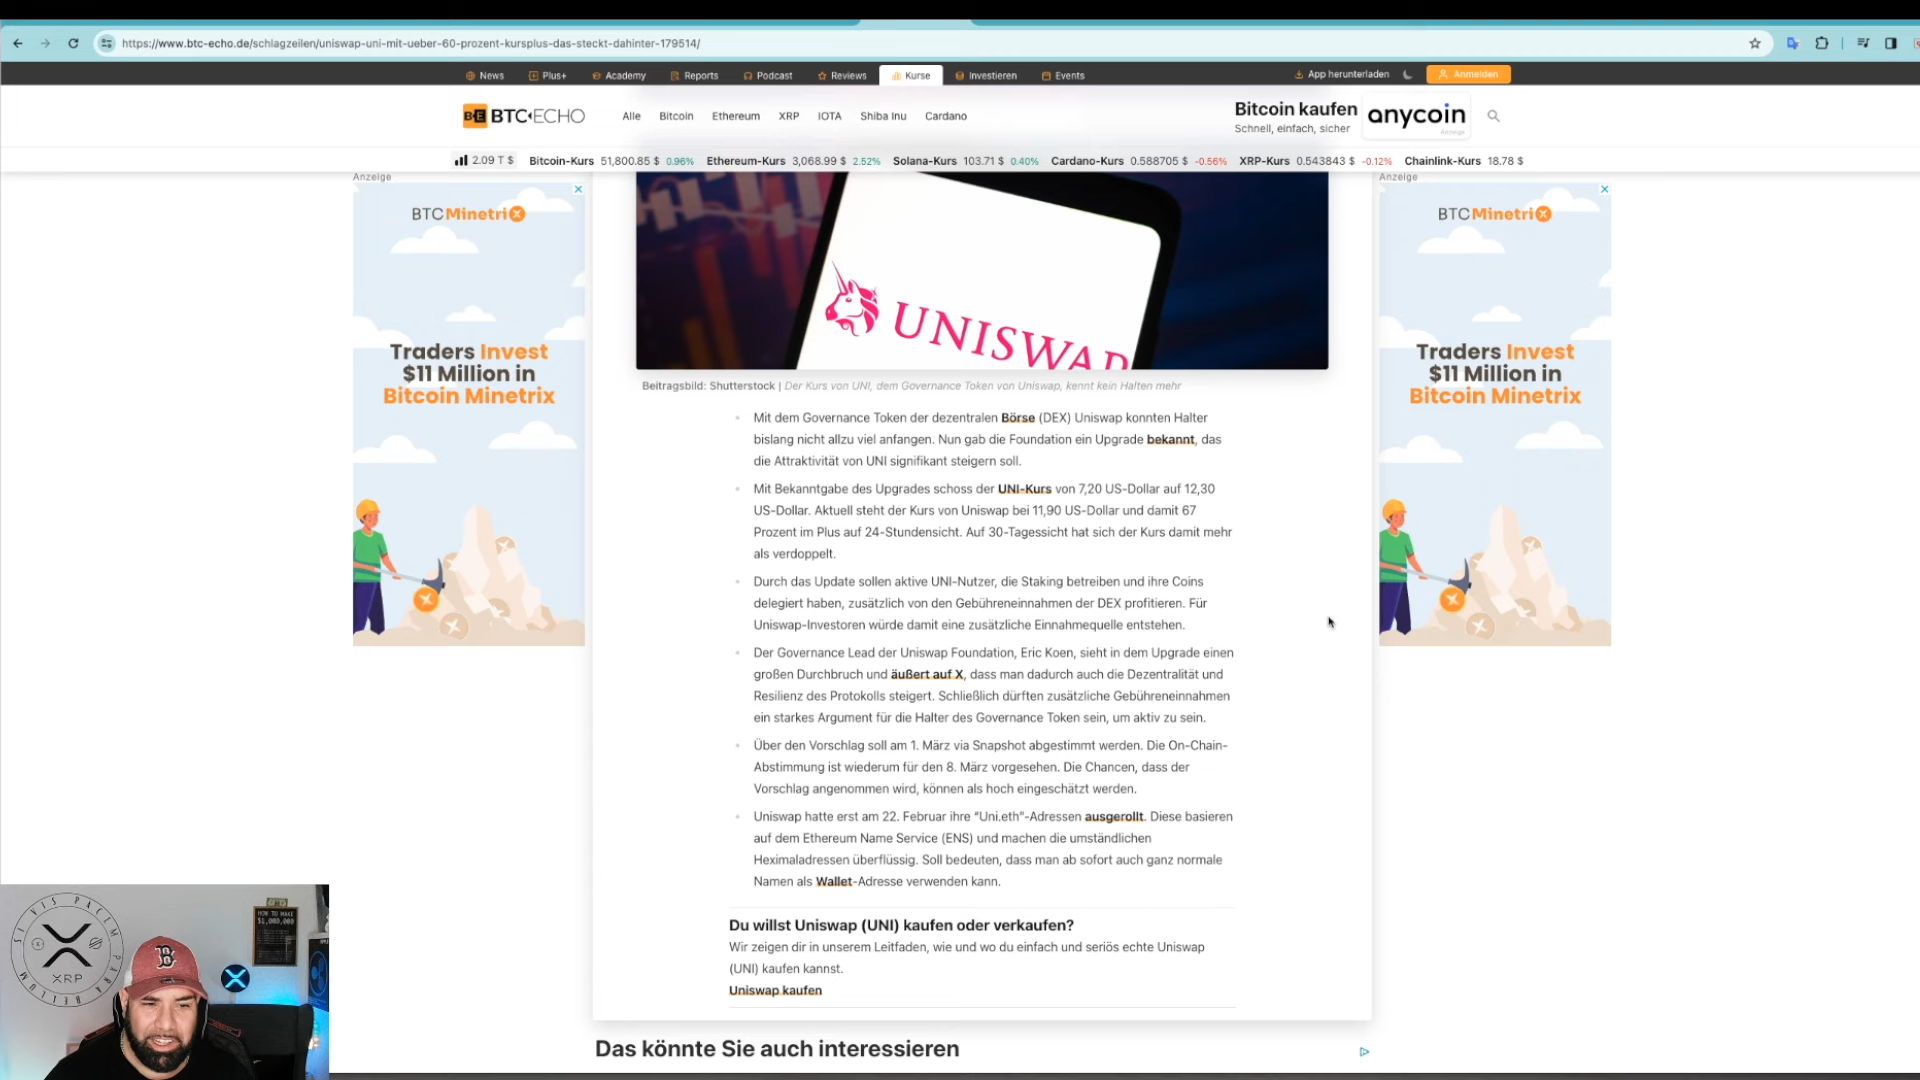 https://www.btc-echo.de/schlagzeilen/uniswap-uni-mit-ueber-60-prozent-kursplus-das-steckt-dahinter-179514/
News Plus+ Academy Reports Podcast Reviews Kurse Investieren Events App herunterladen Anmelden
BTC-ECHO Alle Bitcoin Ethereum XRP IOTA Shiba Inu Cardano
Bitcoin kaufen
Schnell, einfach, sicher
anycoin
Anzeige
2.09 T $ Bitcoin-Kurs 51,800.85 $ 0.96% Ethereum-Kurs 3,068.99 $ 2.52% Solana-Kurs 103.71 $ 0.40% Cardano-Kurs 0.588705 $ -0.56% XRP-Kurs 0.543843 $ -0.12% Chainlink-Kurs 18.78 $
Anzeige
BTCMinetrix
Traders Invest
$11 Million in
Bitcoin Minetrix
UNISWAP
Beitragsbild: Shutterstock | Der Kurs von UNI, dem Governance Token von Uniswap, kennt kein Halten mehr
Mit dem Governance Token der dezentralen Börse (DEX) Uniswap konnten Halter
bislang nicht allzu viel anfangen. Nun gab die Foundation ein Upgrade bekannt, das
die Attraktivität von UNI signifikant steigern soll.
Mit Bekanntgabe des Upgrades schoss der UNI-Kurs von 7,20 US-Dollar auf 12,30
US-Dollar. Aktuell steht der Kurs von Uniswap bei 11,90 US-Dollar und damit 67
Prozent im Plus auf 24-Stundensicht. Auf 30-Tagessicht hat sich der Kurs damit mehr
als verdoppelt.
Durch das Update sollen aktive UNI-Nutzer, die Staking betreiben und ihre Coins
delegiert haben, zusätzlich von den Gebühreneinnahmen der DEX profitieren. Für
Uniswap-Investoren würde damit eine zusätzliche Einnahmequelle entstehen.
Der Governance Lead der Uniswap Foundation, Eric Koen, sieht in dem Upgrade einen
großen Durchbruch und äußert auf X, dass man dadurch auch die Dezentralität und
Resilienz des Protokolls steigert. Schließlich dürften zusätzliche Gebühreneinnahmen
ein starkes Argument für die Halter des Governance Token sein, um aktiv zu sein.
Über den Vorschlag soll am 1. März via Snapshot abgestimmt werden. Die On-Chain-
Abstimmung ist wiederum für den 8. März vorgesehen. Die Chancen, dass der
Vorschlag angenommen wird, können als hoch eingeschätzt werden.
Uniswap hatte erst am 22. Februar ihre "Uni.eth"-Adressen ausgerollt. Diese basieren
auf dem Ethereum Name Service (ENS) und machen die umständlichen
Heximaladressen überflüssig. Soll bedeuten, dass man ab sofort auch ganz normale
Namen als Wallet-Adresse verwenden kann.
Du willst Uniswap (UNI) kaufen oder verkaufen?
Wir zeigen dir in unserem Leitfaden, wie und wo du einfach und seriös echte Uniswap
(UNI) kaufen kannst.
Uniswap kaufen
Das könnte Sie auch interessieren
Anzeige
BTCMinetrix
Traders Invest
$11 Million in
Bitcoin Minetrix
SI VIS PACEM PARA BELLUM
XRP
HOW TO MAKE
$1,000,000
B